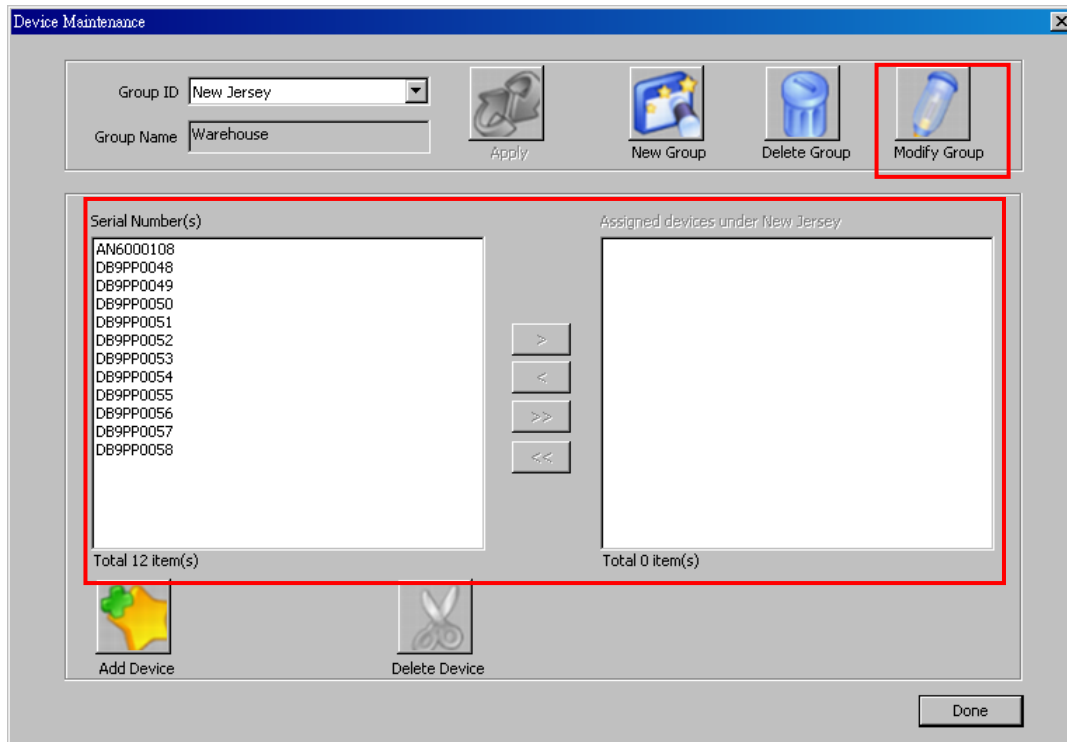 Device Maintenance
Group ID New Jersey
Group Name Warehouse
Apply
New Group
Delete Group
Modify Group
Serial Number(s)
AN6000108
DB9PP0048
DB9PP0049
DB9PP0050
DB9PP0051
DB9PP0052
DB9PP0053
DB9PP0054
DB9PP0055
DB9PP0056
DB9PP0057
DB9PP0058
Total 12 item(s)
>
<
>>
<<
Assigned devices under New Jersey
Total 0 item(s)
Add Device
Delete Device
Done